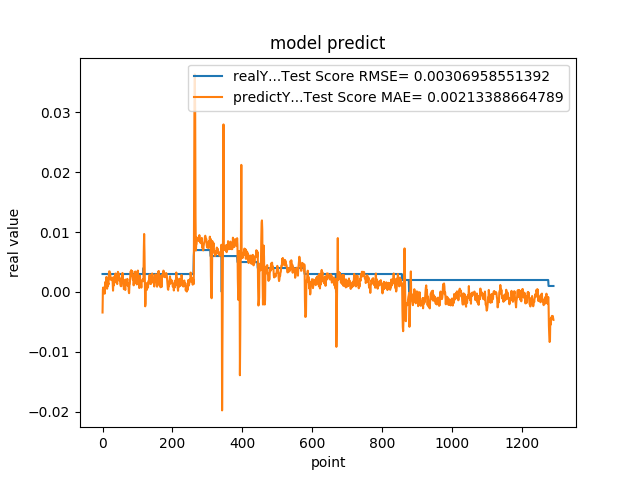 model predict
realY...Test Score RMSE= 0.00306958551392
predictY...Test Score MAE= 0.00213388664789
0.03
0.02
0.01
0.00
−0.01
−0.02
real value
0
200
400
600
800
1000
1200
point